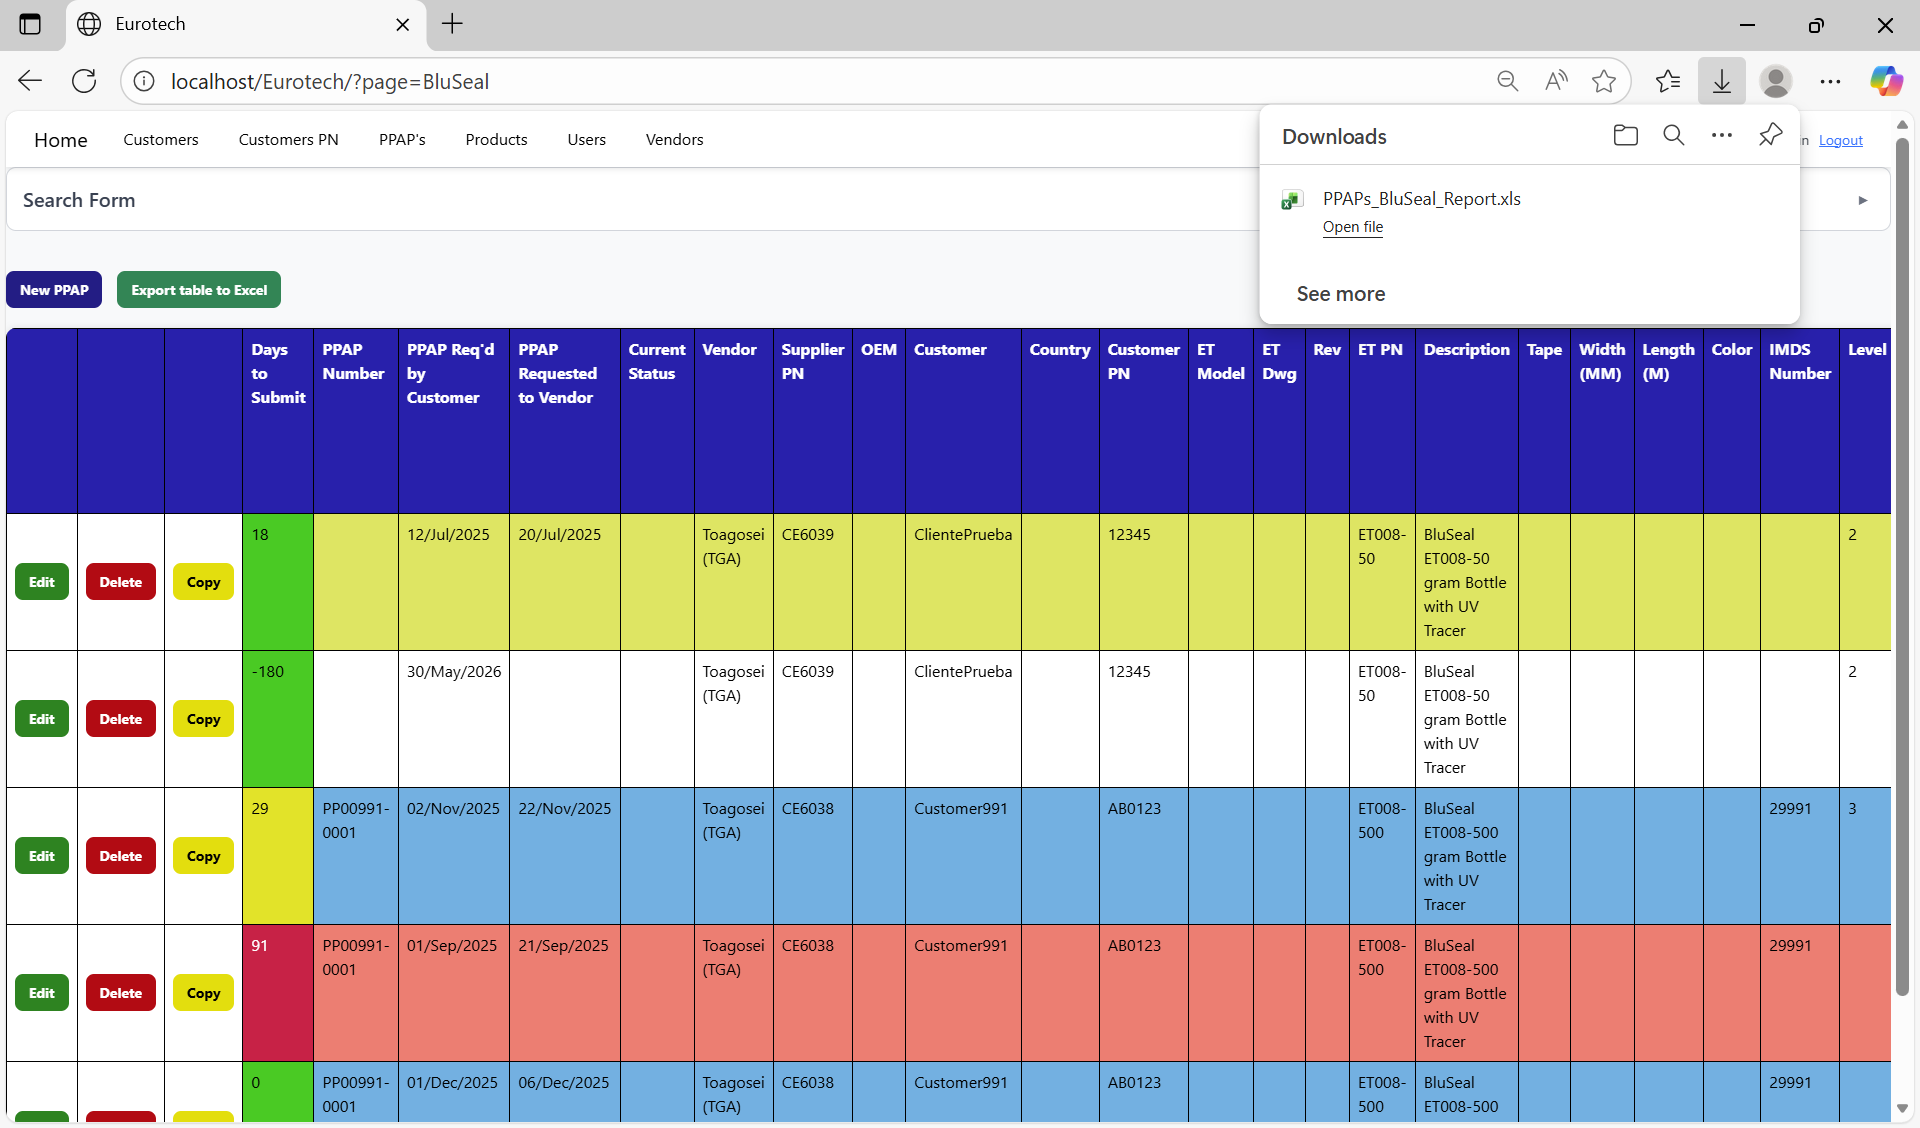 Eurotech
localhost/Eurotech/?page=BluSeal
Home Customers Customers PN PPAP's Products Users Vendors
n Logout
Downloads
PPAPs_BluSeal_Report.xls
Open file
See more
Search Form
New PPAP Export table to Excel
Days to Submit
PPAP Number
PPAP Req'd by Customer
PPAP Requested to Vendor
Current Status
Vendor
Supplier PN
OEM
Customer
Country
Customer PN
ET Model
ET Dwg
Rev
ET PN
Description
Tape
Width (MM)
Length (M)
Color
IMDS Number
Level
Edit Delete Copy 18 12/Jul/2025 20/Jul/2025 Toagosei (TGA) CE6039 ClientePrueba 12345 ET008-50 BluSeal ET008-50 gram Bottle with UV Tracer 2
Edit Delete Copy -180 30/May/2026 Toagosei (TGA) CE6039 ClientePrueba 12345 ET008-50 BluSeal ET008-50 gram Bottle with UV Tracer 2
Edit Delete Copy 29 PP00991-0001 02/Nov/2025 22/Nov/2025 Toagosei (TGA) CE6038 Customer991 AB0123 ET008-500 BluSeal ET008-500 gram Bottle with UV Tracer 29991 3
Edit Delete Copy 91 PP00991-0001 01/Sep/2025 21/Sep/2025 Toagosei (TGA) CE6038 Customer991 AB0123 ET008-500 BluSeal ET008-500 gram Bottle with UV Tracer 29991
0 PP00991-0001 01/Dec/2025 06/Dec/2025 Toagosei (TGA) CE6038 Customer991 AB0123 ET008-500 BluSeal ET008-500 29991